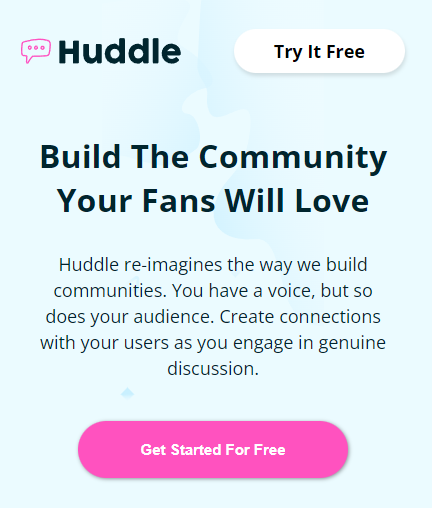 Huddle
Try It Free
Build The Community
Your Fans Will Love
Huddle re-imagines the way we build
communities. You have a voice, but so
does your audience. Create connections
with your users as you engage in genuine
discussion.
Get Started For Free